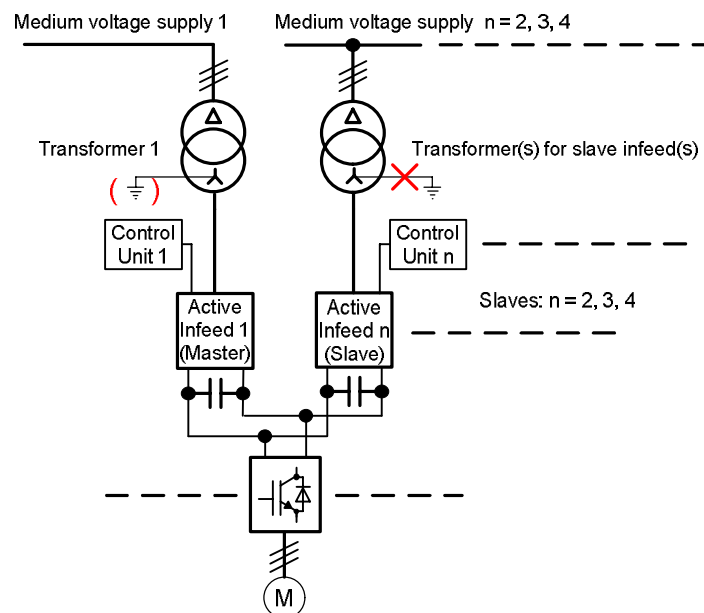 Medium voltage supply 1
Medium voltage supply n = 2, 3, 4
Transformer 1
Transformer(s) for slave infeed(s)
( )
Control
Unit 1
Control
Unit n
Active
Infeed 1
(Master)
Active
Infeed n
(Slave)
Slaves: n = 2, 3, 4
M